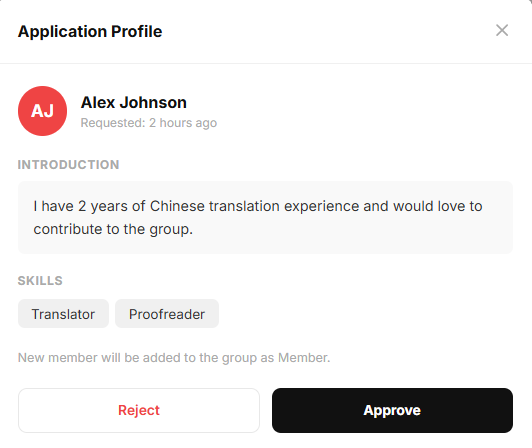 Application Profile
AJ
Alex Johnson
Requested: 2 hours ago
INTRODUCTION
I have 2 years of Chinese translation experience and would love to
contribute to the group.
SKILLS
Translator Proofreader
New member will be added to the group as Member.
Reject Approve